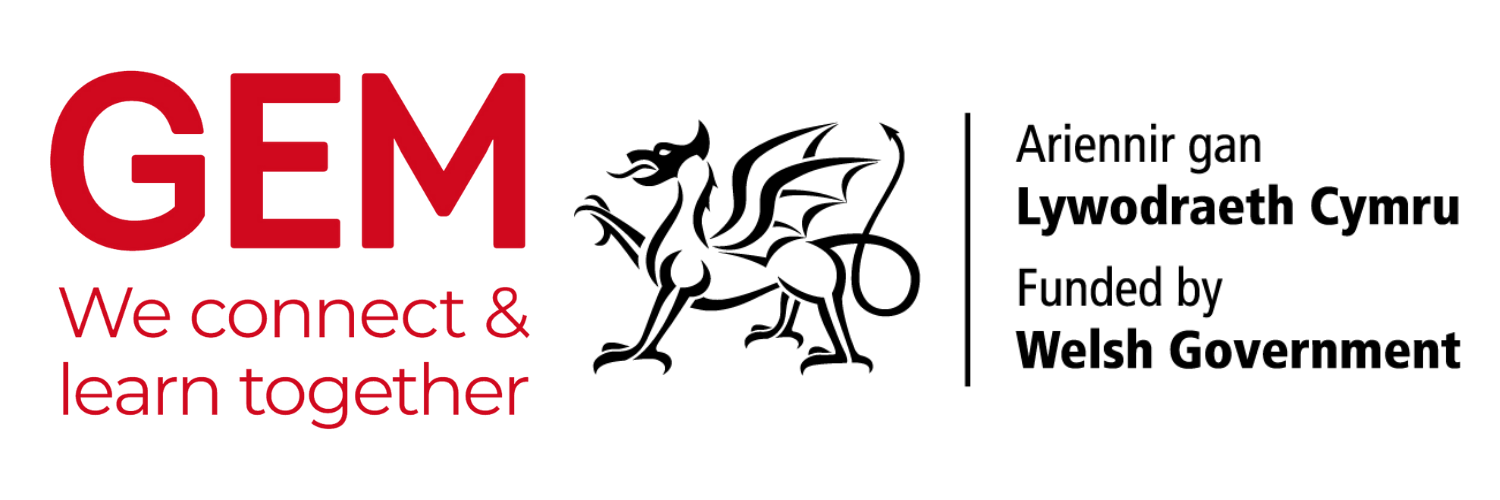 GEM
We connect &
learn together
Ariennir gan
Lywodraeth Cymru
Funded by
Welsh Government